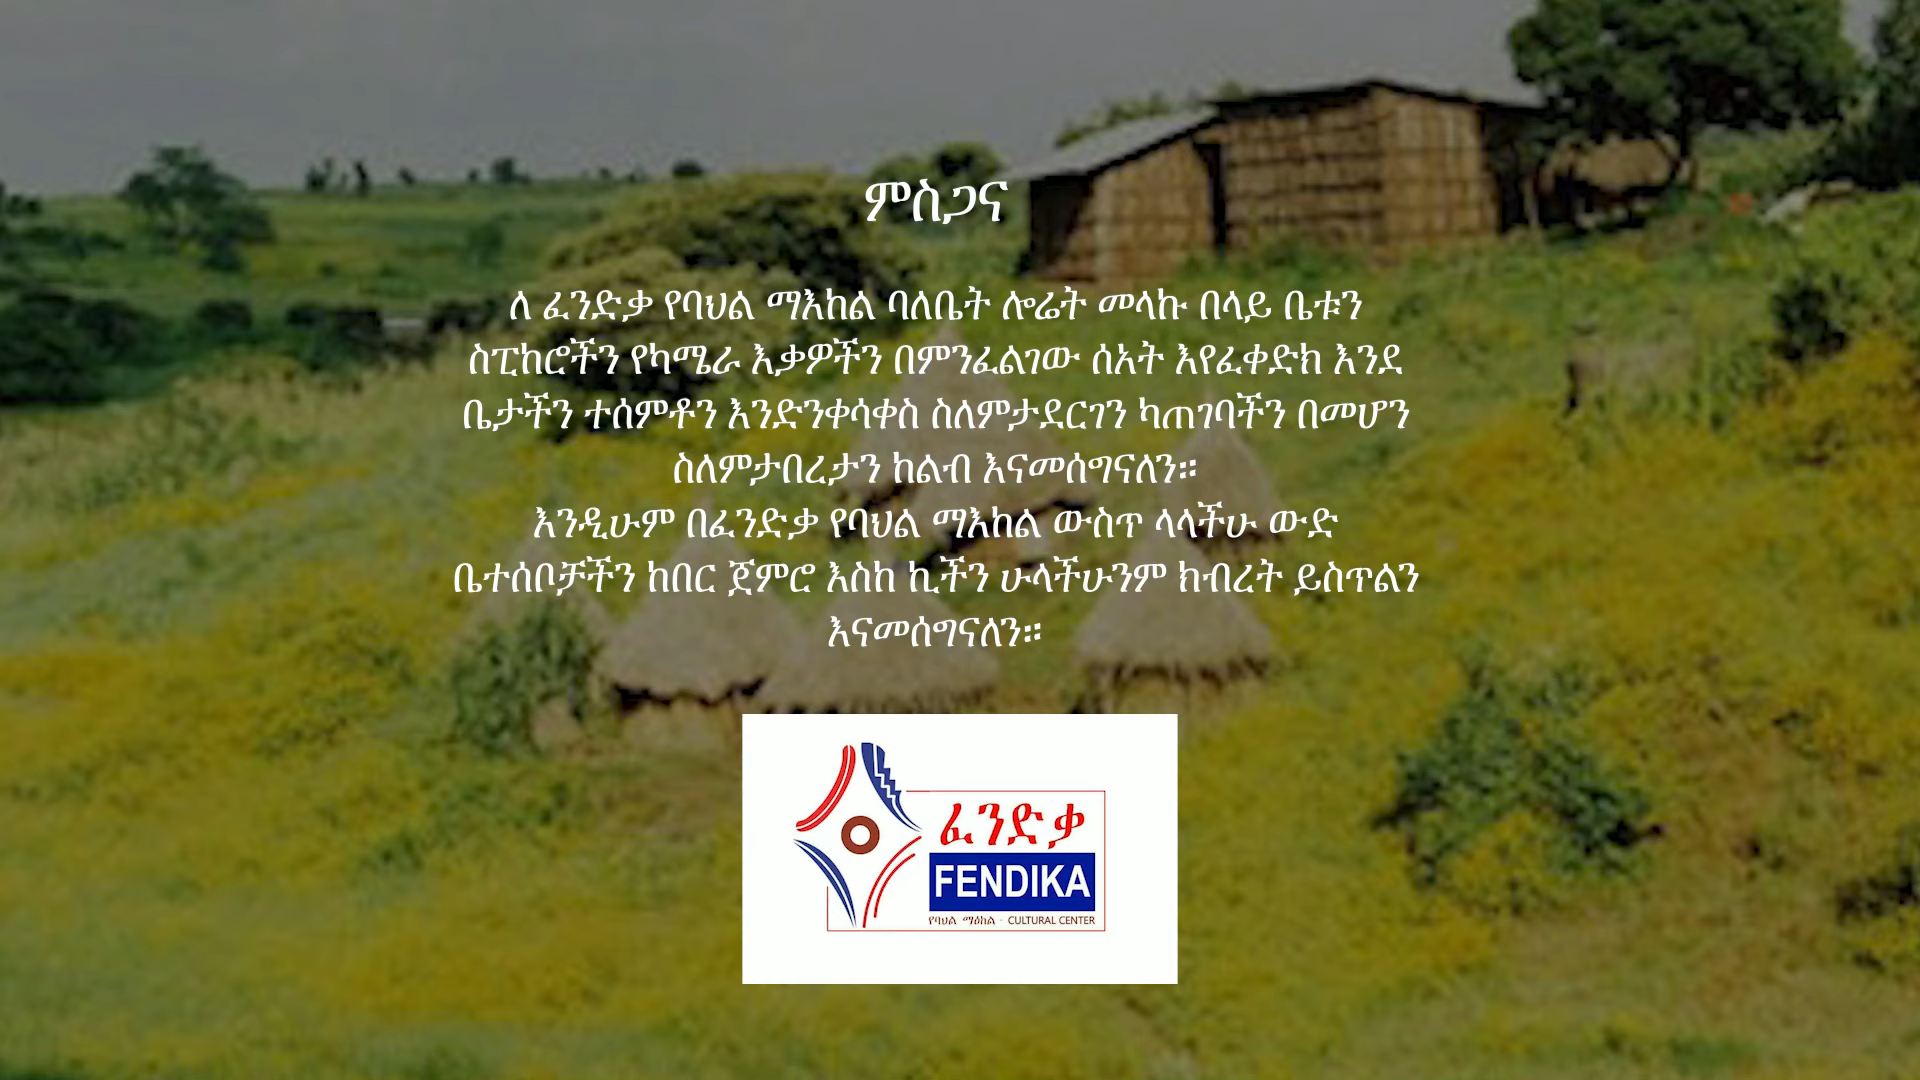 ምስጋና
ለ ፈንድቃ የባህል ማእከል ባለቤት ሎሬት መላኩ በላይ ቤቱን
ስፒከሮችን የካሜራ እቃዎችን በምንፈልገው ሰአት እየፈቀድክ እንደ
ቤታችን ተሰምቶን እንድንቀሳቀስ ስለምታደርገን ካጠገባችን በመሆን
ስለምታበረታን ከልብ እናመሰግናለን።
እንዲሁም በፈንድቃ የባህል ማእከል ውስጥ ላላችሁ ውድ
ቤተሰቦቻችን ከበር ጀምሮ እስከ ኪችን ሁላችሁንም ክብረት ይስጥልን
እናመሰግናለን።
ፈንድቃ
FENDIKA
የባህል ማዕከል - CULTURAL CENTER